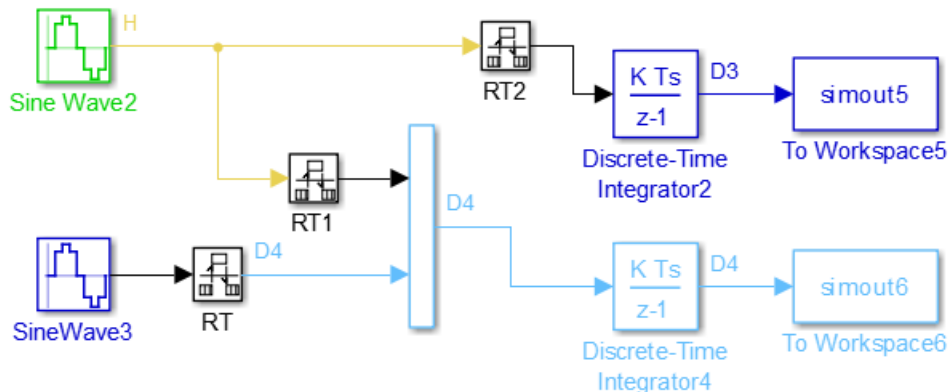 H
Sine Wave2
RT2
K Ts
z-1
D3
simout5
Discrete-Time
Integrator2
To Workspace5
RT1
D4
SineWave3
RT
D4
K Ts
z-1
D4
simout6
Discrete-Time
Integrator4
To Workspace6